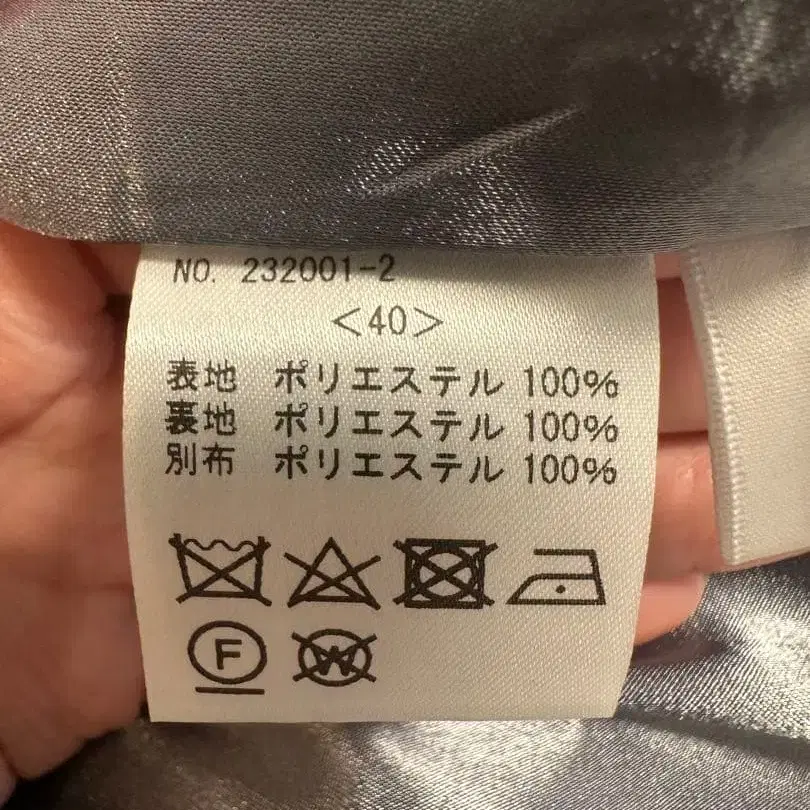 NO. 232001-2
<40>
表地 ポリエステル 100%
裏地 ポリエステル 100%
別布 ポリエステル 100%
F
W